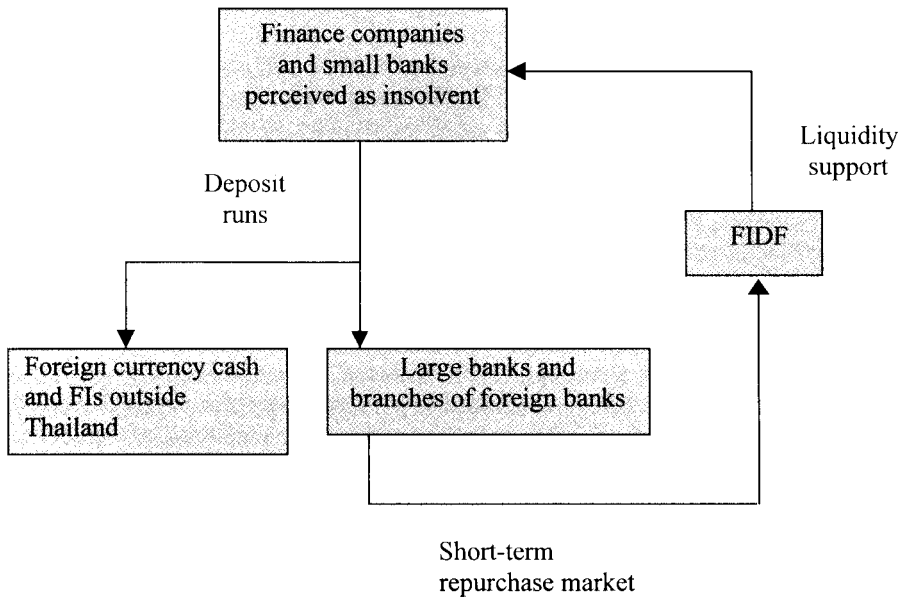 Finance companies
and small banks
perceived as insolvent
Liquidity
support
Deposit
runs
FIDF
Foreign currency cash
and FIs outside
Thailand
Large banks and
branches of foreign banks
Short-term
repurchase market